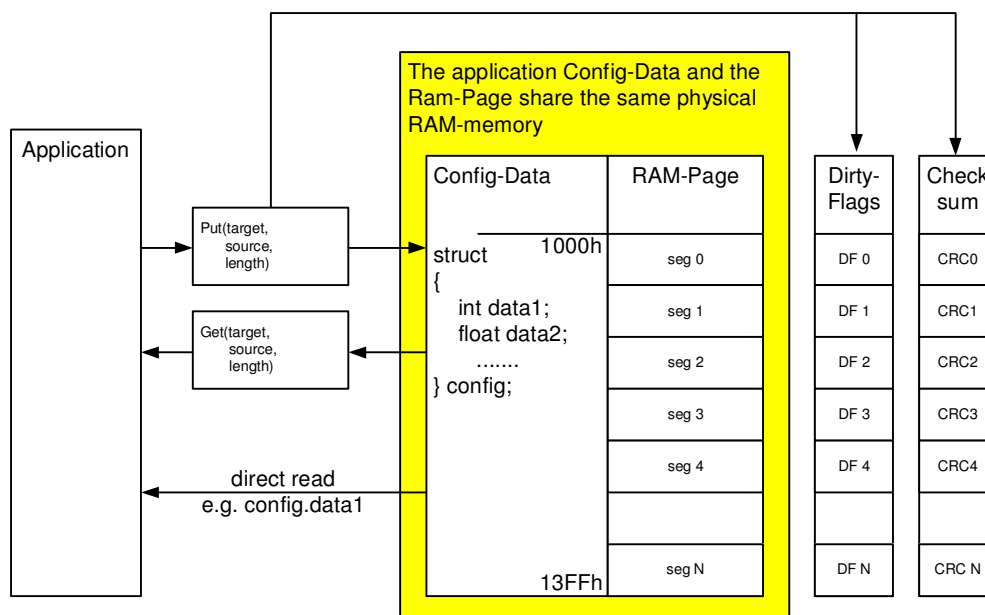 The application Config-Data and the
Ram-Page share the same physical
RAM-memory
Application
Put(target,
source,
length)
Get(target,
source,
length)
direct read
e.g. config.data1
Config-Data
1000h
struct
{
int data1;
float data2;
.......
} config;
13FFh
RAM-Page
seg 0
seg 1
seg 2
seg 3
seg 4
seg N
Dirty-
Flags
DF 0
DF 1
DF 2
DF 3
DF 4
DF N
Check
sum
CRC0
CRC1
CRC2
CRC3
CRC4
CRC N